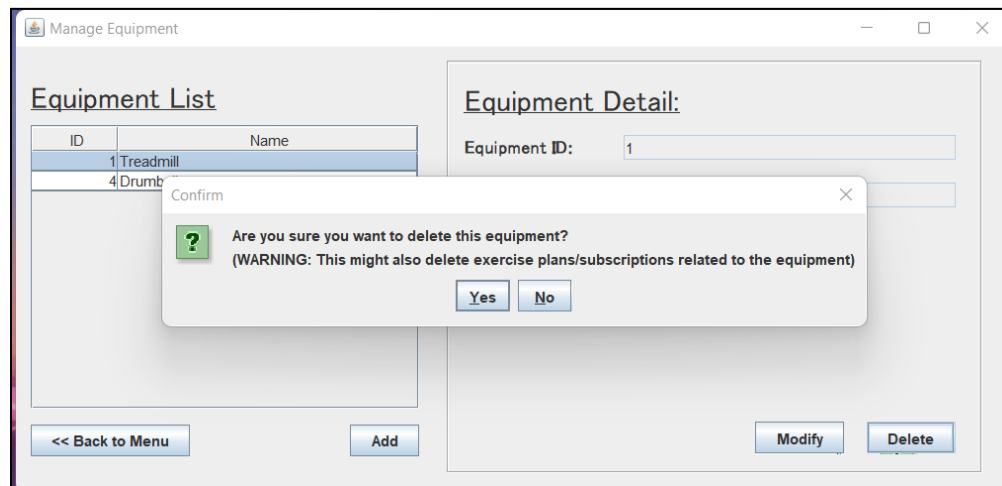 Manage Equipment
Equipment List
ID Name
1 Treadmill
4
<< Back to Menu
Add
Equipment Detail:
Equipment ID: 1
Confirm
Are you sure you want to delete this equipment?
(WARNING: This might also delete exercise plans/subscriptions related to the equipment)
Yes No
Modify Delete